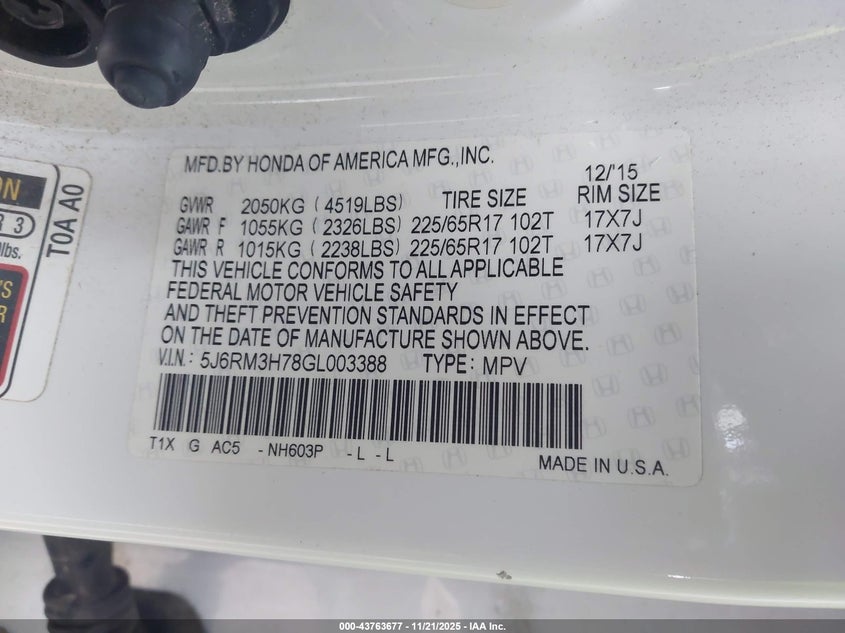 MFD.BY HONDA OF AMERICA MFG.,INC.
12/'15
GVWR 2050KG (4519LBS) TIRE SIZE RIM SIZE
GAWR F 1055KG (2326LBS) 225/65R17 102T 17X7J
GAWR R 1015KG (2238LBS) 225/65R17 102T 17X7J
THIS VEHICLE CONFORMS TO ALL APPLICABLE
FEDERAL MOTOR VEHICLE SAFETY
AND THEFT PREVENTION STANDARDS IN EFFECT
ON THE DATE OF MANUFACTURE SHOWN ABOVE.
V.I.N.: 5J6RM3H78GL003388 TYPE: MPV
T1X G AC5 -NH603P -L -L
MADE IN U.S.A.
ON
R 3
lbs.
'S
R
T0A A0
000-43763677 - 11/21/2025 - IAA Inc.